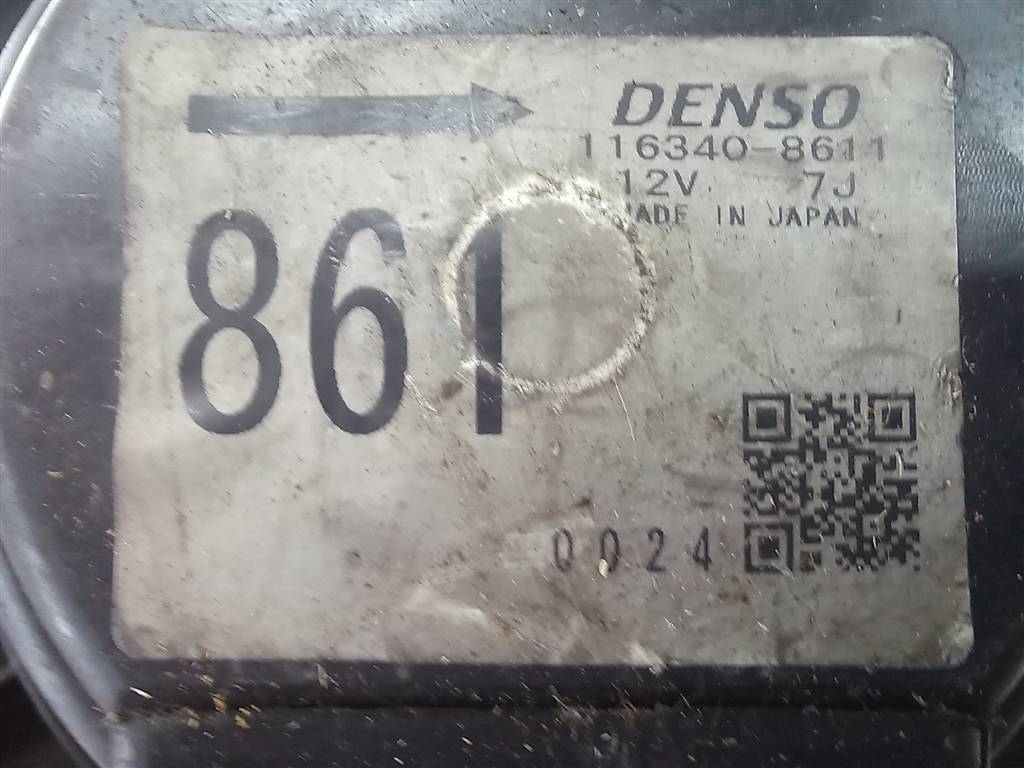 DENSO
116340-8611
12V 7J
MADE IN JAPAN
861
0024